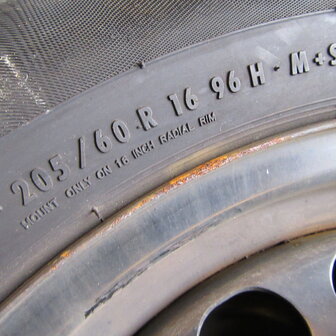 205/60 R 16 96 H · M+S
MOUNT ONLY ON 16 INCH RADIAL RIM